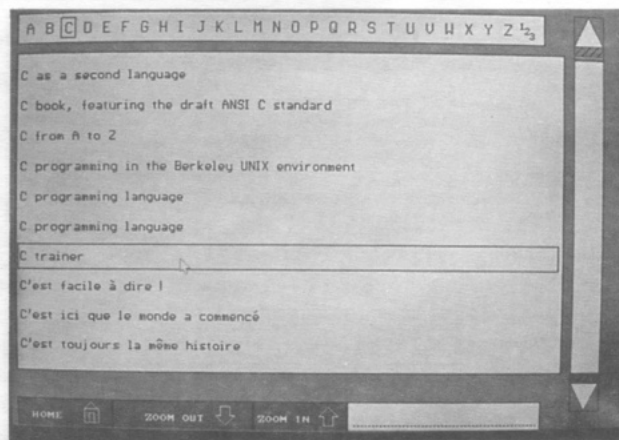 A B C D E F G H I J K L M N O P Q R S T U V W X Y Z 1 2 3
C as a second language
C book, featuring the draft ANSI C standard
C from A to Z
C programming in the Berkeley UNIX environment
C programming language
C programming language
C trainer
C'est facile à dire !
C'est ici que le monde a commencé
C'est toujours la même histoire
HOME ZOOM OUT ZOOM IN